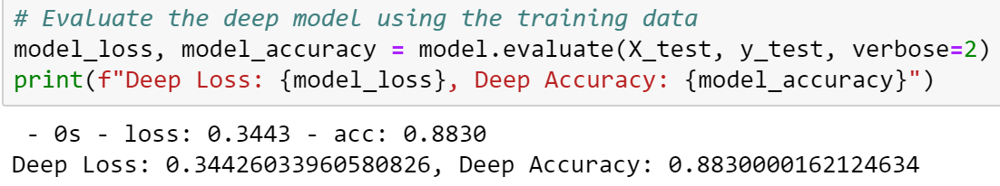 # Evaluate the deep model using the training data
model_loss, model_accuracy = model.evaluate(X_test, y_test, verbose=2)
print(f"Deep Loss: {model_loss}, Deep Accuracy: {model_accuracy}")
- 0s - loss: 0.3443 - acc: 0.8830
Deep Loss: 0.34426033960580826, Deep Accuracy: 0.8830000162124634